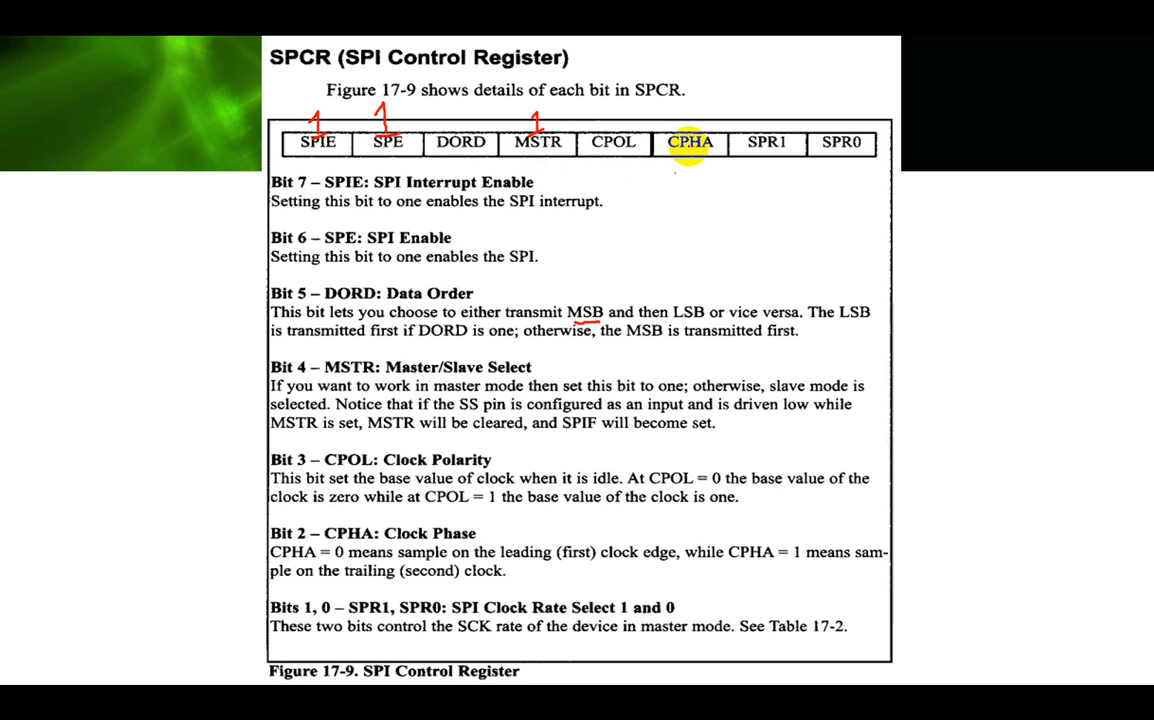 SPCR (SPI Control Register)
Figure 17-9 shows details of each bit in SPCR.
1 1 1
SPIE SPE DORD MSTR CPOL CPHA SPR1 SPR0
Bit 7 – SPIE: SPI Interrupt Enable
Setting this bit to one enables the SPI interrupt.
Bit 6 – SPE: SPI Enable
Setting this bit to one enables the SPI.
Bit 5 – DORD: Data Order
This bit lets you choose to either transmit MSB and then LSB or vice versa. The LSB
is transmitted first if DORD is one; otherwise, the MSB is transmitted first.
Bit 4 – MSTR: Master/Slave Select
If you want to work in master mode then set this bit to one; otherwise, slave mode is
selected. Notice that if the SS pin is configured as an input and is driven low while
MSTR is set, MSTR will be cleared, and SPIF will become set.
Bit 3 – CPOL: Clock Polarity
This bit set the base value of clock when it is idle. At CPOL = 0 the base value of the
clock is zero while at CPOL = 1 the base value of the clock is one.
Bit 2 – CPHA: Clock Phase
CPHA = 0 means sample on the leading (first) clock edge, while CPHA = 1 means sam-
ple on the trailing (second) clock.
Bits 1, 0 – SPR1, SPR0: SPI Clock Rate Select 1 and 0
These two bits control the SCK rate of the device in master mode. See Table 17-2.
Figure 17-9. SPI Control Register